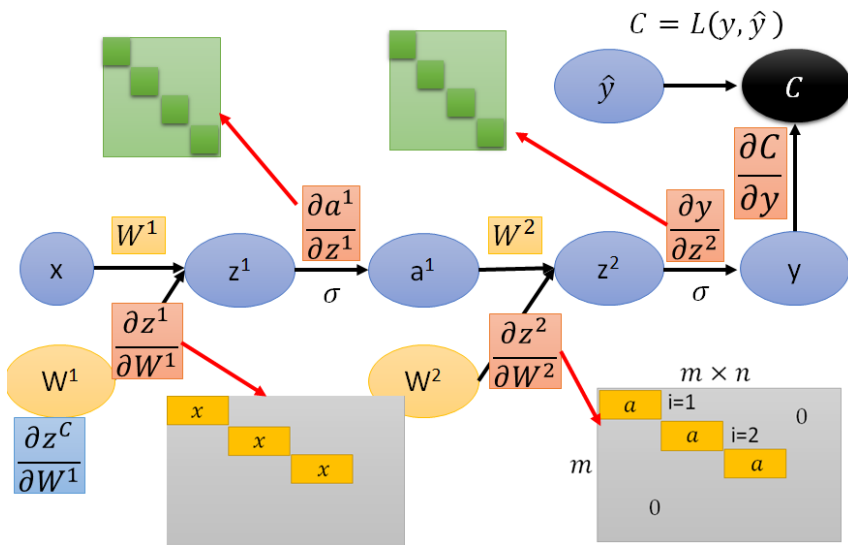 C = L(y, ŷ)
ŷ
C
∂C
∂y
W¹
∂a¹
∂z¹
W²
∂y
∂z²
x
z¹
a¹
z²
y
σ
σ
∂z¹
∂W¹
∂z²
∂W²
W¹
W²
m × n
∂z^C
∂W¹
x
x
x
a
i=1
0
a
i=2
m
a
0